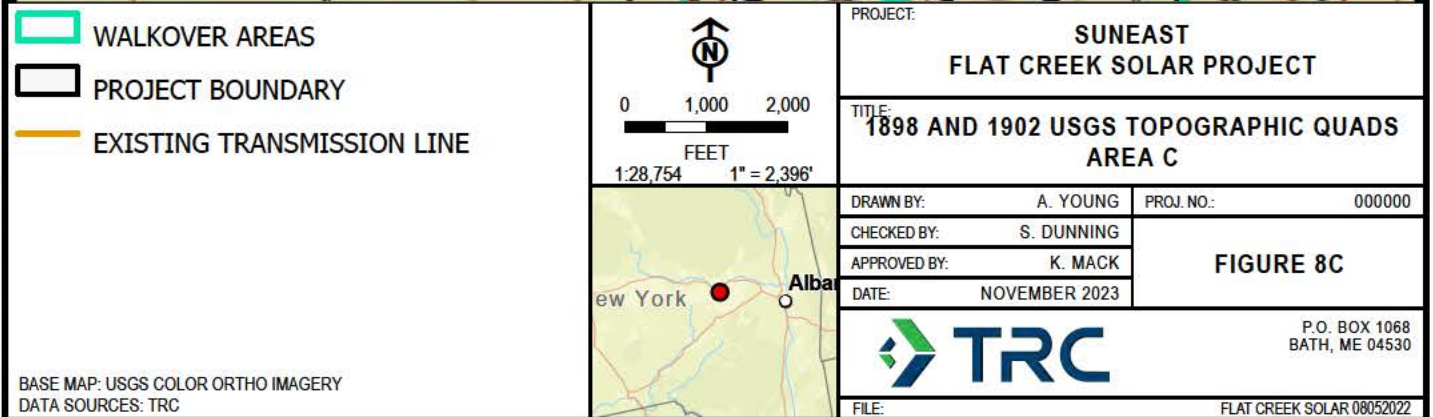 WALKOVER AREAS
PROJECT BOUNDARY
EXISTING TRANSMISSION LINE
BASE MAP: USGS COLOR ORTHO IMAGERY
DATA SOURCES: TRC
N
0 1,000 2,000
FEET
1:28,754 1" = 2,396'
ew York
Alba
PROJECT:
SUNEAST
FLAT CREEK SOLAR PROJECT
TITLE:
1898 AND 1902 USGS TOPOGRAPHIC QUADS
AREA C
DRAWN BY: A. YOUNG PROJ. NO.: 000000
CHECKED BY: S. DUNNING
APPROVED BY: K. MACK
FIGURE 8C
DATE: NOVEMBER 2023
TRC
P.O. BOX 1068
BATH, ME 04530
FILE: FLAT CREEK SOLAR 08052022